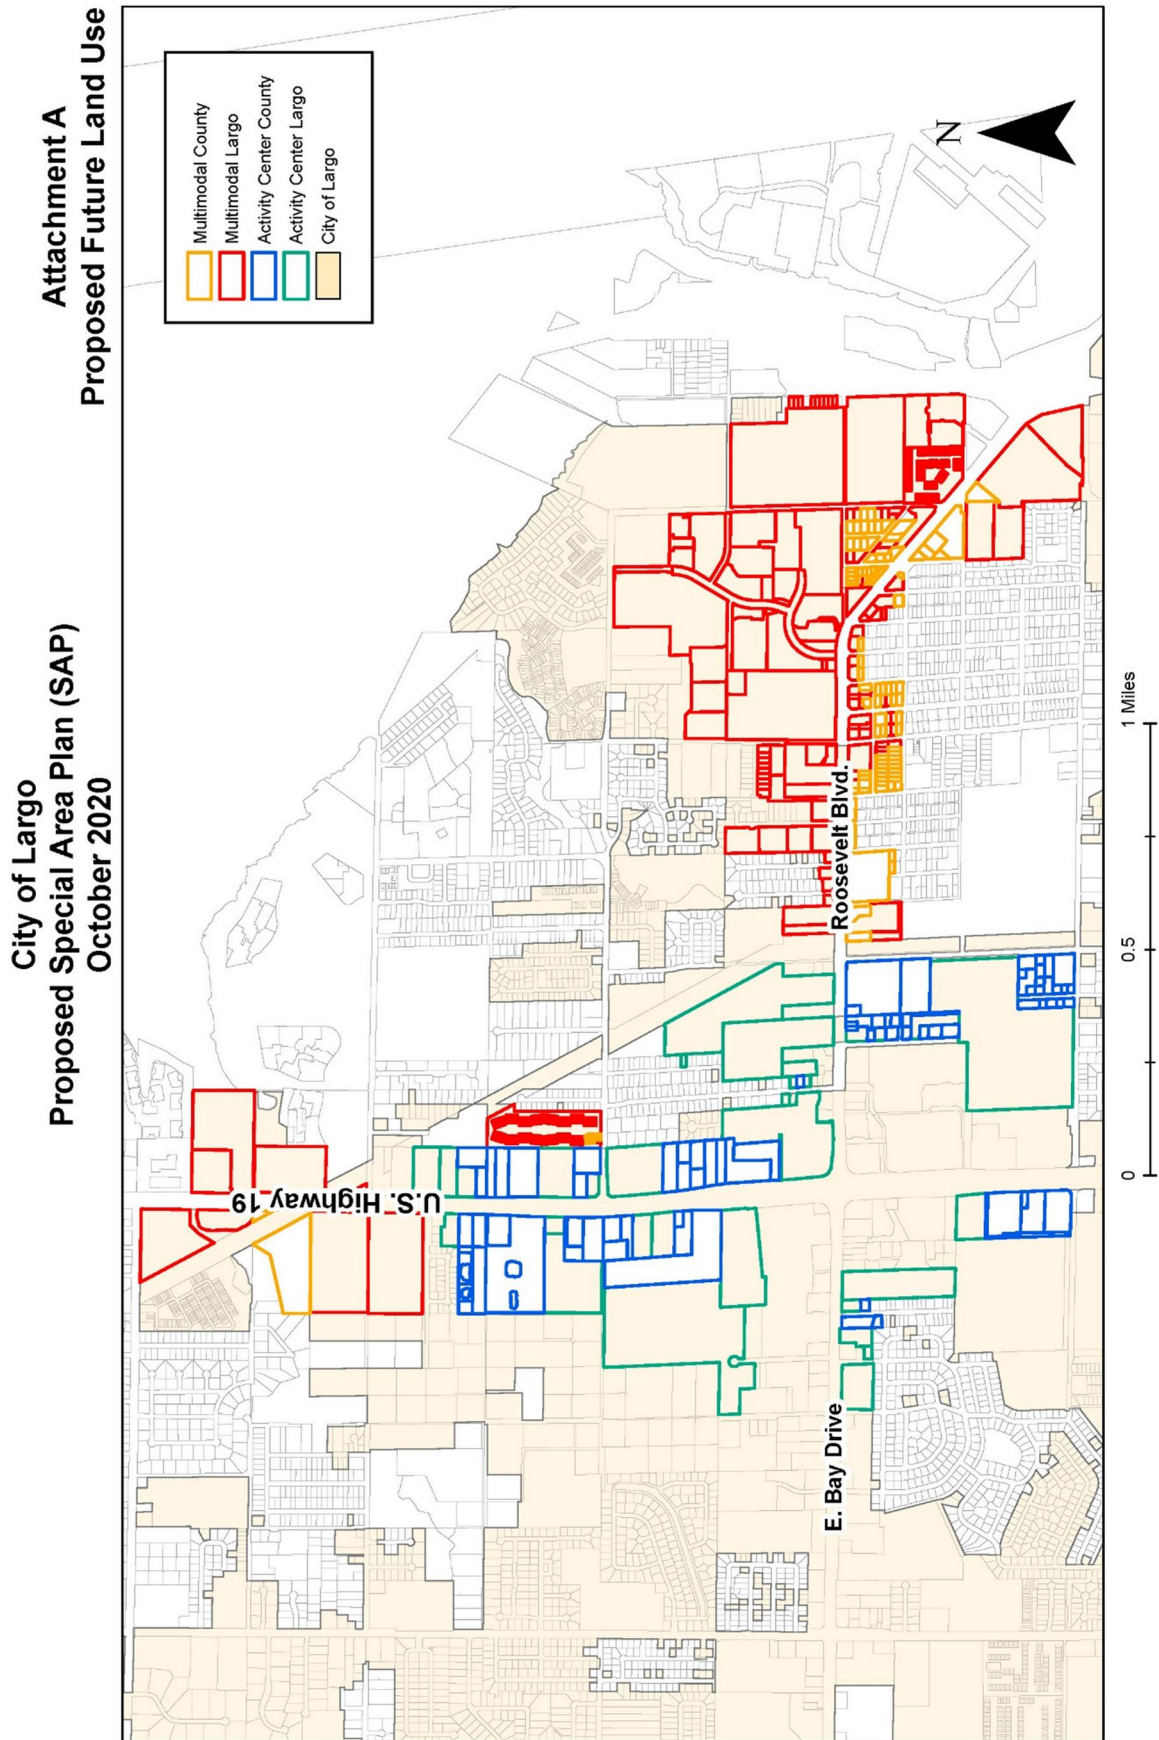 City of Largo
Proposed Special Area Plan (SAP)
October 2020
Attachment A
Proposed Future Land Use
Multimodal County
Multimodal Largo
Activity Center County
Activity Center Largo
City of Largo
N
U.S. Highway 19
Roosevelt Blvd.
E. Bay Drive
0
0.5
1 Miles